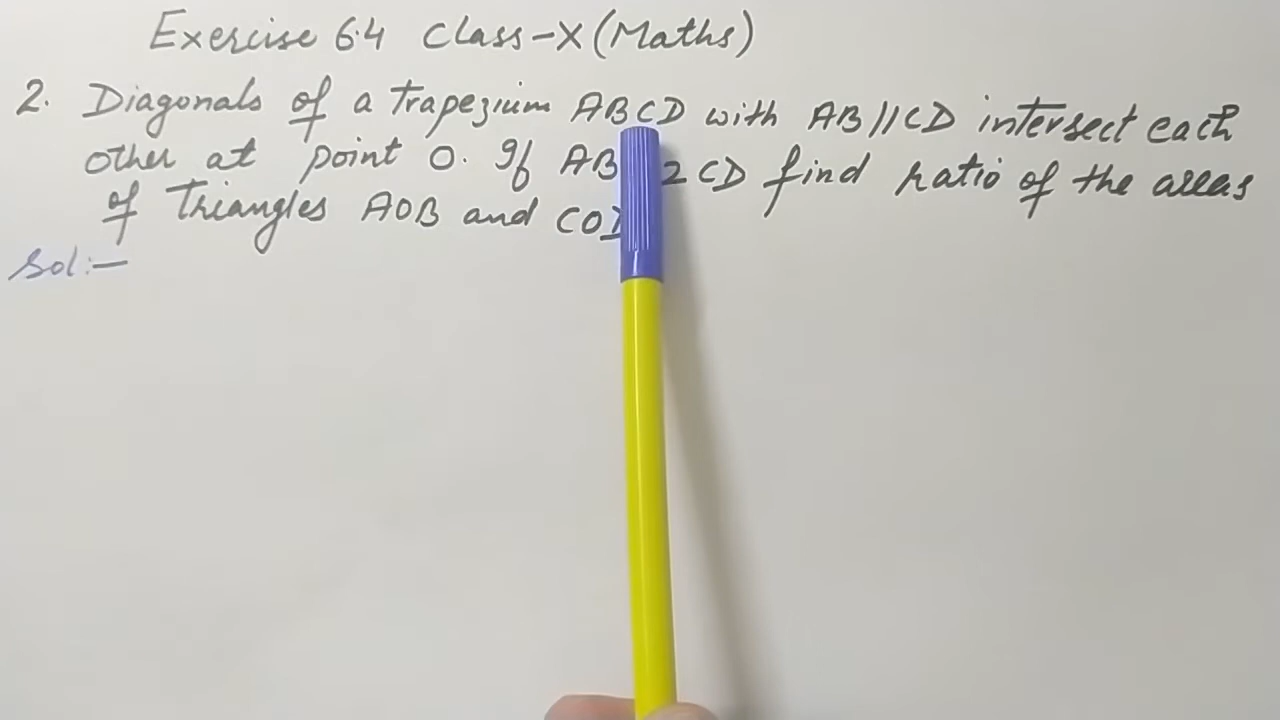 Exercise 6.4 Class-X (Maths)
2. Diagonals of a trapezium ABCD with AB//CD intersect each
other at point O. If AB 2CD find ratio of the areas
of Triangles AOB and CO
Sol:-